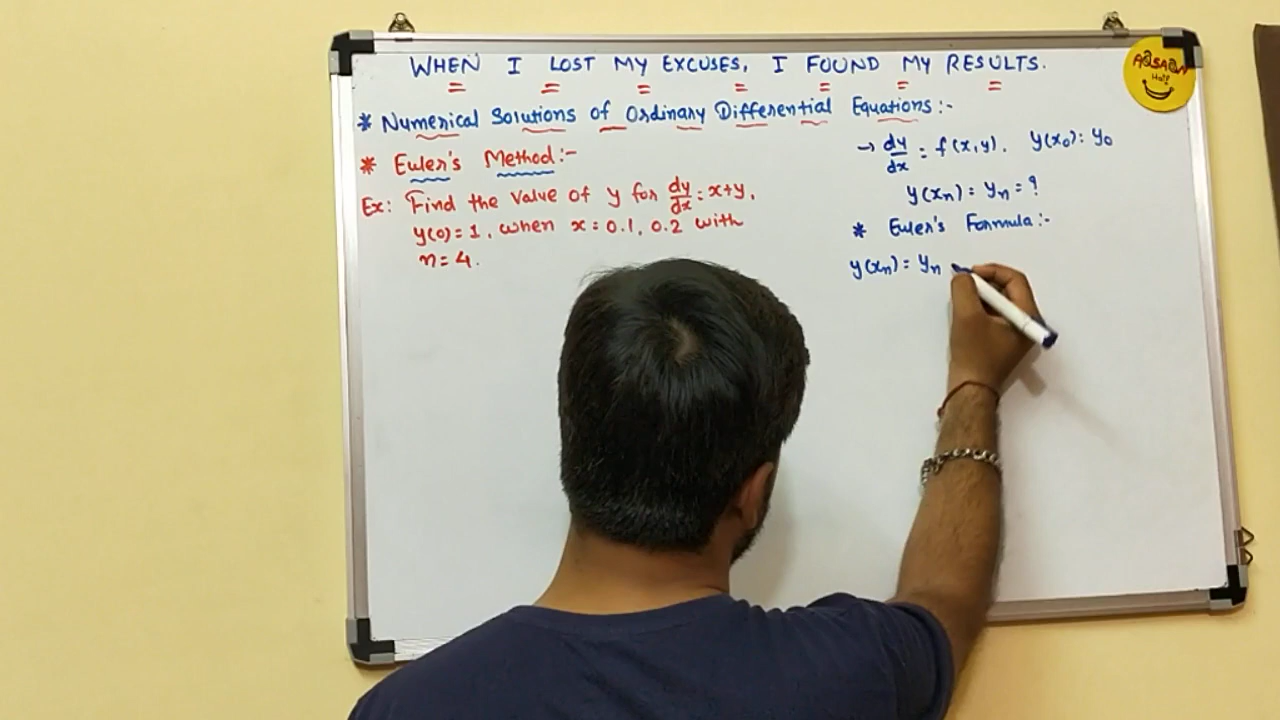 WHEN I LOST MY EXCUSES, I FOUND MY RESULTS.
* Numerical Solutions of Ordinary Differential Equations:-
* Euler's Method:-
Ex: Find the value of y for dy/dx = x+y,
y(0)=1, when x=0.1, 0.2 with
n=4.
→ dy/dx = f(x,y). y(x₀)=y₀
y(xₙ) = yₙ = ?
* Euler's Formula:-
y(xₙ) = yₙ
AOSAON
Hai!